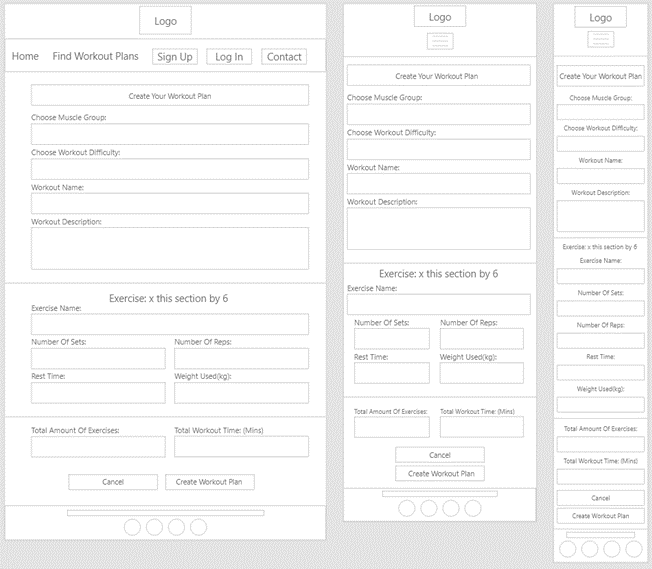 Logo
Home Find Workout Plans Sign Up Log In Contact
Create Your Workout Plan
Choose Muscle Group:
Choose Workout Difficulty:
Workout Name:
Workout Description:
Exercise: x this section by 6
Exercise Name:
Number Of Sets: Number Of Reps:
Rest Time: Weight Used(kg):
Total Amount Of Exercises: Total Workout Time: (Mins)
Cancel Create Workout Plan
Logo
Create Your Workout Plan
Choose Muscle Group:
Choose Workout Difficulty:
Workout Name:
Workout Description:
Exercise: x this section by 6
Exercise Name:
Number Of Sets: Number Of Reps:
Rest Time: Weight Used(kg):
Total Amount Of Exercises: Total Workout Time: (Mins)
Cancel
Create Workout Plan
Logo
Create Your Workout Plan
Choose Muscle Group:
Choose Workout Difficulty:
Workout Name:
Workout Description:
Exercise: x this section by 6
Exercise Name:
Number Of Sets:
Number Of Reps:
Rest Time:
Weight Used(kg):
Total Amount Of Exercises:
Total Workout Time: (Mins)
Cancel
Create Workout Plan